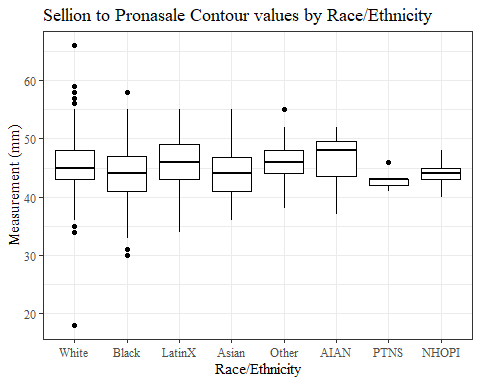 Sellion to Pronasale Contour values by Race/Ethnicity
Measurement (mm)
60
50
40
30
20
White Black LatinX Asian Other AIAN PTNS NHOPI
Race/Ethnicity